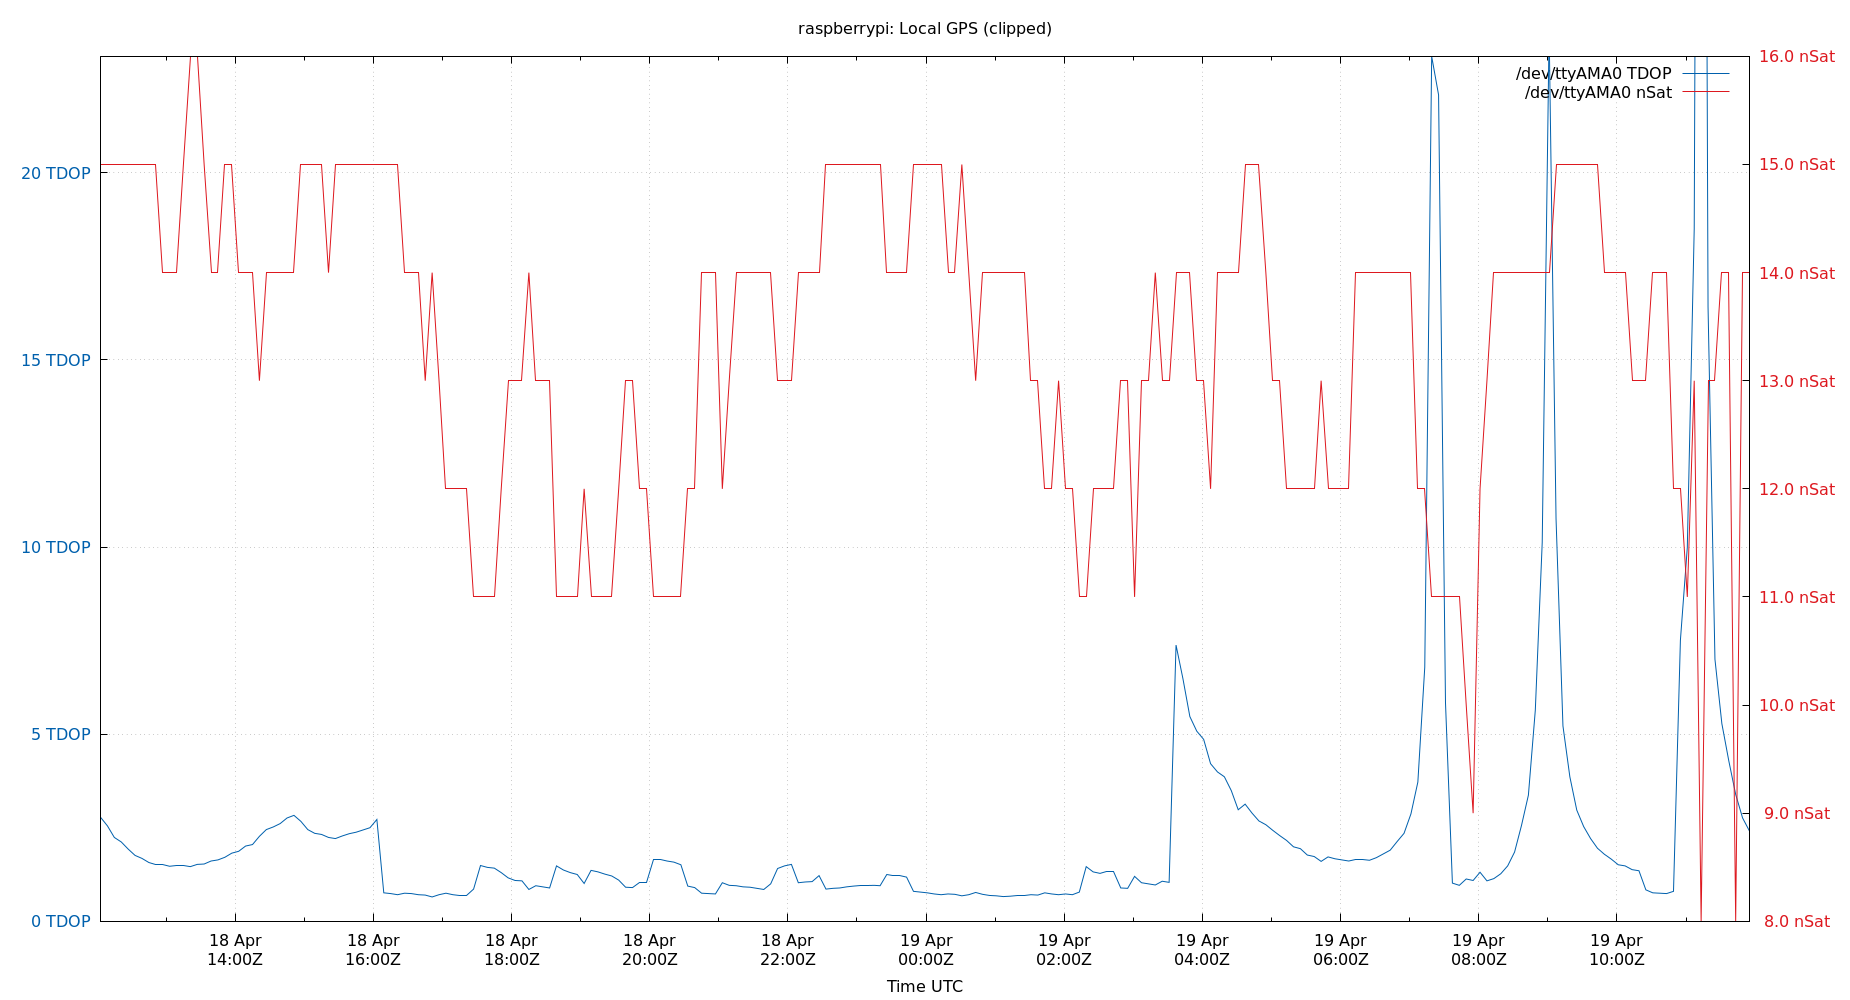 raspberrypi: Local GPS (clipped)
/dev/ttyAMA0 TDOP
/dev/ttyAMA0 nSat
20 TDOP
15 TDOP
10 TDOP
5 TDOP
0 TDOP
16.0 nSat
15.0 nSat
14.0 nSat
13.0 nSat
12.0 nSat
11.0 nSat
10.0 nSat
9.0 nSat
8.0 nSat
18 Apr 18 Apr 18 Apr 18 Apr 18 Apr 19 Apr 19 Apr 19 Apr 19 Apr 19 Apr 19 Apr
14:00Z 16:00Z 18:00Z 20:00Z 22:00Z 00:00Z 02:00Z 04:00Z 06:00Z 08:00Z 10:00Z
Time UTC